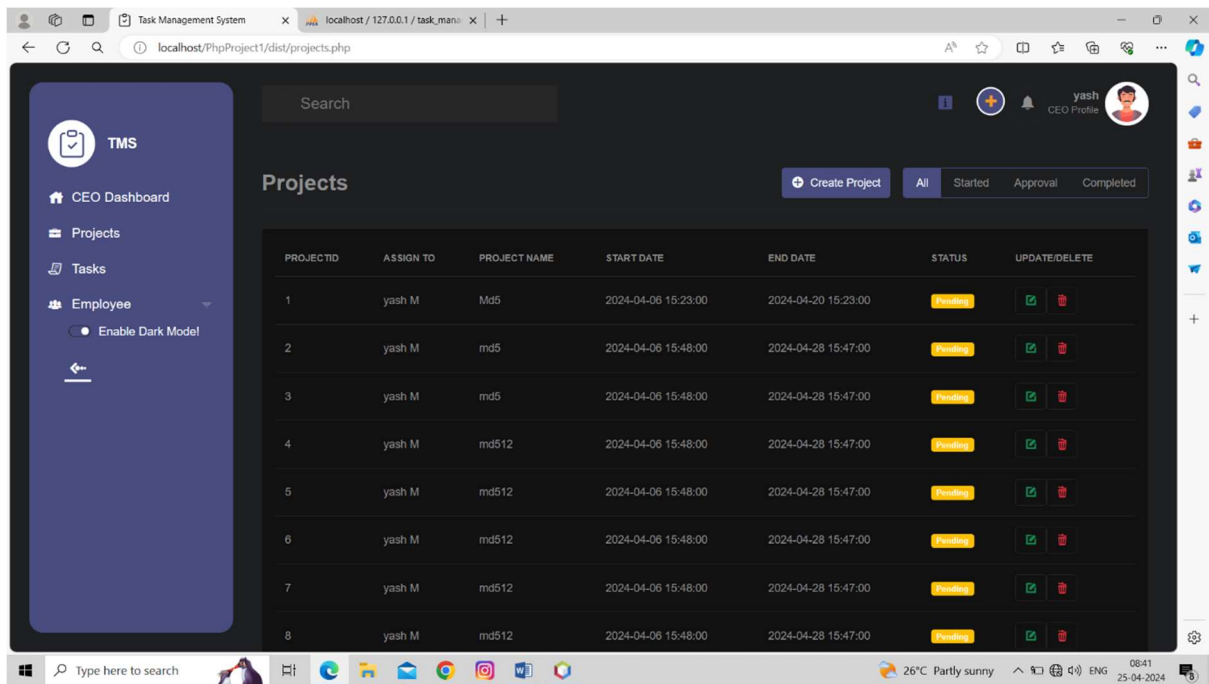 Task Management System
localhost / 127.0.0.1 / task_mana
localhost/PhpProject1/dist/projects.php
Search
yash
CEO Profile
TMS
CEO Dashboard
Projects
Tasks
Employee
Enable Dark Mode!
Projects
Create Project All Started Approval Completed
PROJECTID ASSIGN TO PROJECT NAME START DATE END DATE STATUS UPDATE/DELETE
1 yash M Md5 2024-04-06 15:23:00 2024-04-20 15:23:00 Pending
2 yash M md5 2024-04-06 15:48:00 2024-04-28 15:47:00 Pending
3 yash M md5 2024-04-06 15:48:00 2024-04-28 15:47:00 Pending
4 yash M md512 2024-04-06 15:48:00 2024-04-28 15:47:00 Pending
5 yash M md512 2024-04-06 15:48:00 2024-04-28 15:47:00 Pending
6 yash M md512 2024-04-06 15:48:00 2024-04-28 15:47:00 Pending
7 yash M md512 2024-04-06 15:48:00 2024-04-28 15:47:00 Pending
8 yash M md512 2024-04-06 15:48:00 2024-04-28 15:47:00 Pending
Type here to search
26°C Partly sunny
ENG
08:41
25-04-2024
8